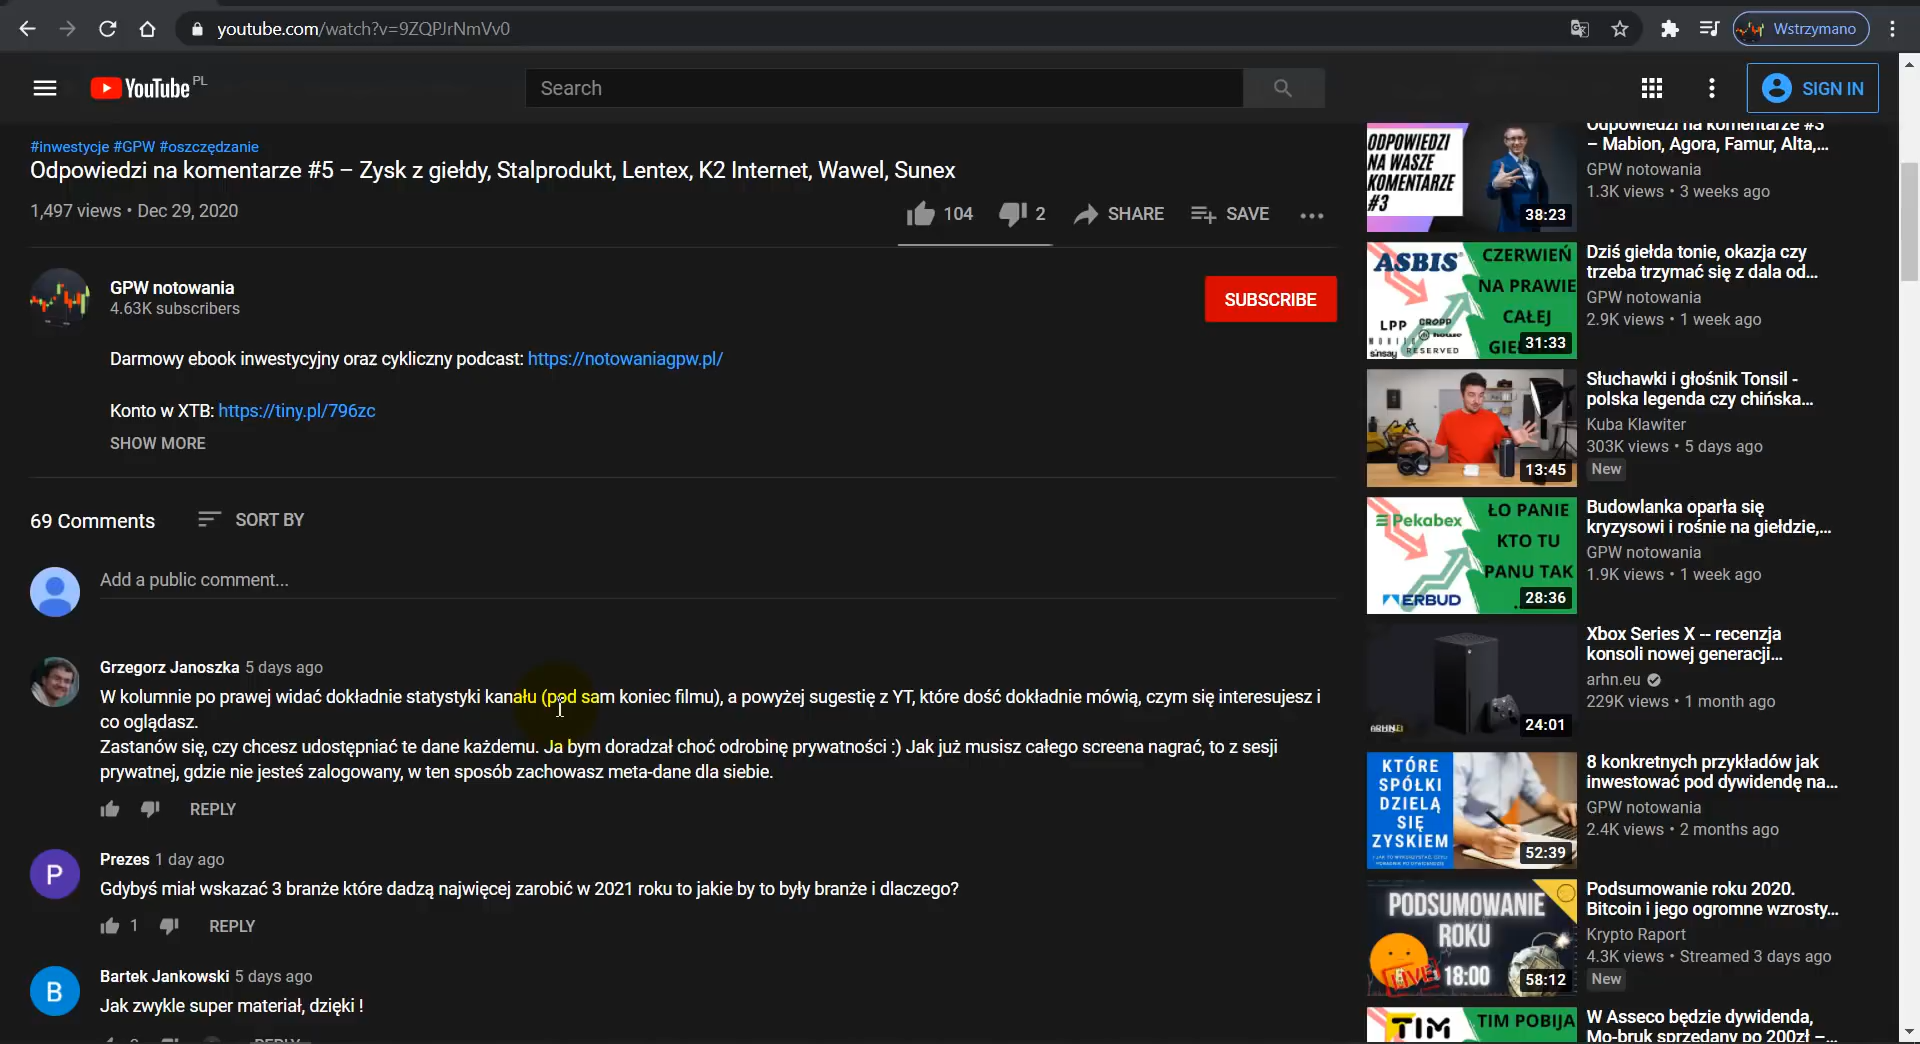 youtube.com/watch?v=9ZQPJrNmVv0
Wstrzymano
YouTube PL
Search
SIGN IN
#inwestycje #GPW #oszczędzanie
Odpowiedzi na komentarze #5 – Zysk z giełdy, Stalprodukt, Lentex, K2 Internet, Wawel, Sunex
1,497 views • Dec 29, 2020
104
2
SHARE
SAVE
GPW notowania
4.63K subscribers
SUBSCRIBE
Darmowy ebook inwestycyjny oraz cykliczny podcast: https://notowaniagpw.pl/
Konto w XTB: https://tiny.pl/796zc
SHOW MORE
69 Comments
SORT BY
Add a public comment...
Grzegorz Janoszka 5 days ago
W kolumnie po prawej widać dokładnie statystyki kanału (pod sam koniec filmu), a powyżej sugestię z YT, które dość dokładnie mówią, czym się interesujesz i
co oglądasz.
Zastanów się, czy chcesz udostępniać te dane każdemu. Ja bym doradzał choć odrobinę prywatności :) Jak już musisz całego screena nagrać, to z sesji
prywatnej, gdzie nie jesteś zalogowany, w ten sposób zachowasz meta-dane dla siebie.
REPLY
P
Prezes 1 day ago
Gdybyś miał wskazać 3 branże które dadzą najwięcej zarobić w 2021 roku to jakie by to były branże i dlaczego?
1
REPLY
B
Bartek Jankowski 5 days ago
Jak zwykle super materiał, dzięki !
REPLY
ODPOWIEDZI
NA WASZE
KOMENTARZE
#3
38:23
Odpowiedzi na komentarze #3
– Mabion, Agora, Famur, Alta,...
GPW notowania
1.3K views • 3 weeks ago
ASBIS
CZERWIEŃ
NA PRAWIE
CAŁEJ
LPP
CROPP
house
sinsay
RESERVED
31:33
Dziś giełda tonie, okazja czy
trzeba trzymać się z dala od...
GPW notowania
2.9K views • 1 week ago
13:45
Słuchawki i głośnik Tonsil -
polska legenda czy chińska...
Kuba Klawiter
303K views • 5 days ago
New
Pekabex
ŁO PANIE
KTO TU
PANU TAK
ERBUD
28:36
Budowlanka oparła się
kryzysowi i rośnie na giełdzie,...
GPW notowania
1.9K views • 1 week ago
ARHN.EU
24:01
Xbox Series X -- recenzja
konsoli nowej generacji...
arhn.eu
229K views • 1 month ago
KTÓRE
SPÓŁKI
DZIELĄ
SIĘ
ZYSKIEM
52:39
8 konkretnych przykładów jak
inwestować pod dywidendę na...
GPW notowania
2.4K views • 2 months ago
PODSUMOWANIE
ROKU
LIVE
18:00
58:12
Podsumowanie roku 2020.
Bitcoin i jego ogromne wzrosty...
Krypto Raport
4.3K views • Streamed 3 days ago
New
TIM
TIM POBIJA
W Asseco będzie dywidenda,
Mo-bruk sprzedany po 200zł –...